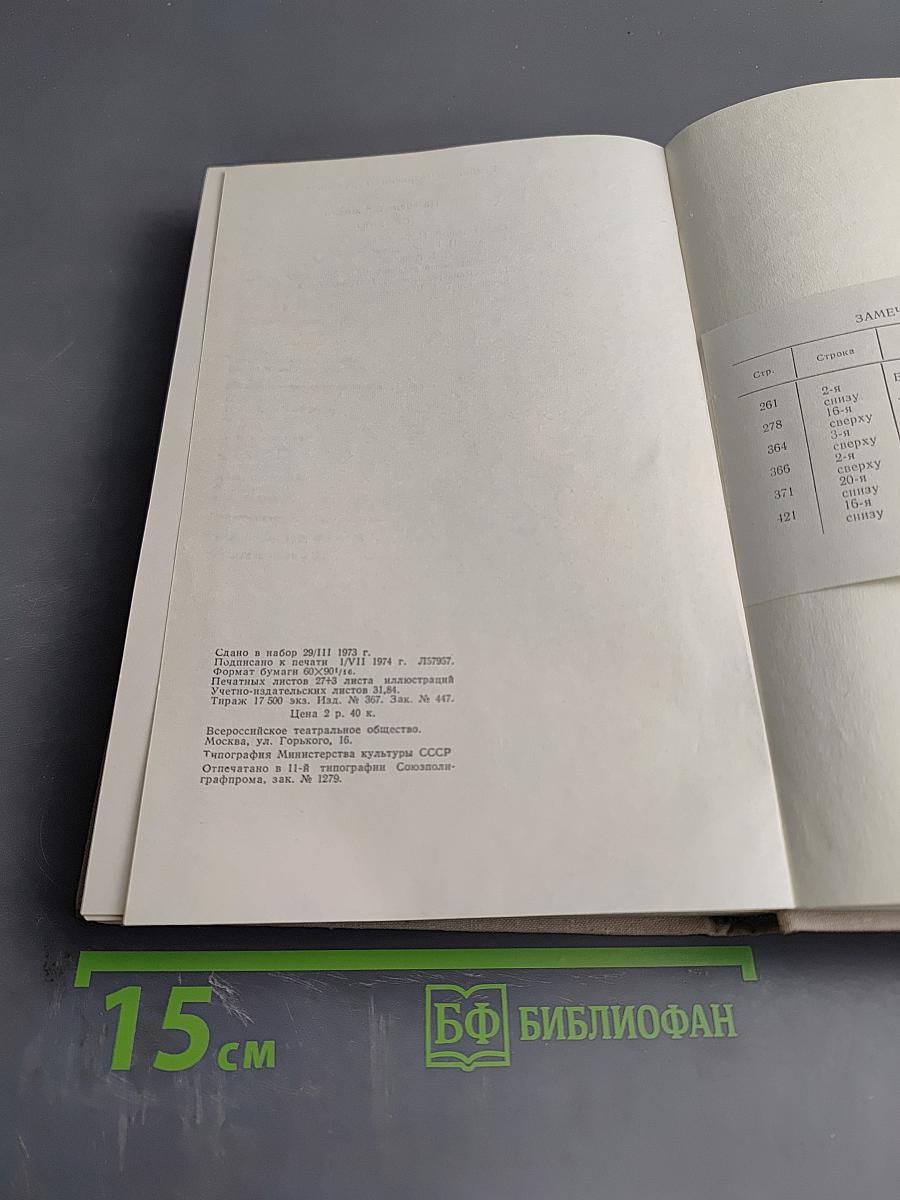 Сдано в набор 29/III 1973 г.
Подписано к печати 1/VII 1974 г. Л57957.
Формат бумаги 60×90¹/₁₆.
Печатных листов 27+3 листа иллюстраций
Учетно-издательских листов 31,84.
Тираж 17 500 экз. Изд. № 367. Зак. № 447.
Цена 2 р. 40 к.
Всероссийское театральное общество.
Москва, ул. Горького, 16.
Типография Министерства культуры СССР
Отпечатано в 11-й типографии Союзполи-
графпрома, зак. № 1279.
ЗАМЕЧ
Стр. Строка
261 2-я
снизу
278 16-я
сверху
364 3-я
сверху
366 2-я
сверху
371 20-я
снизу
421 16-я
снизу
15 см
БФ БИБЛИОФАН